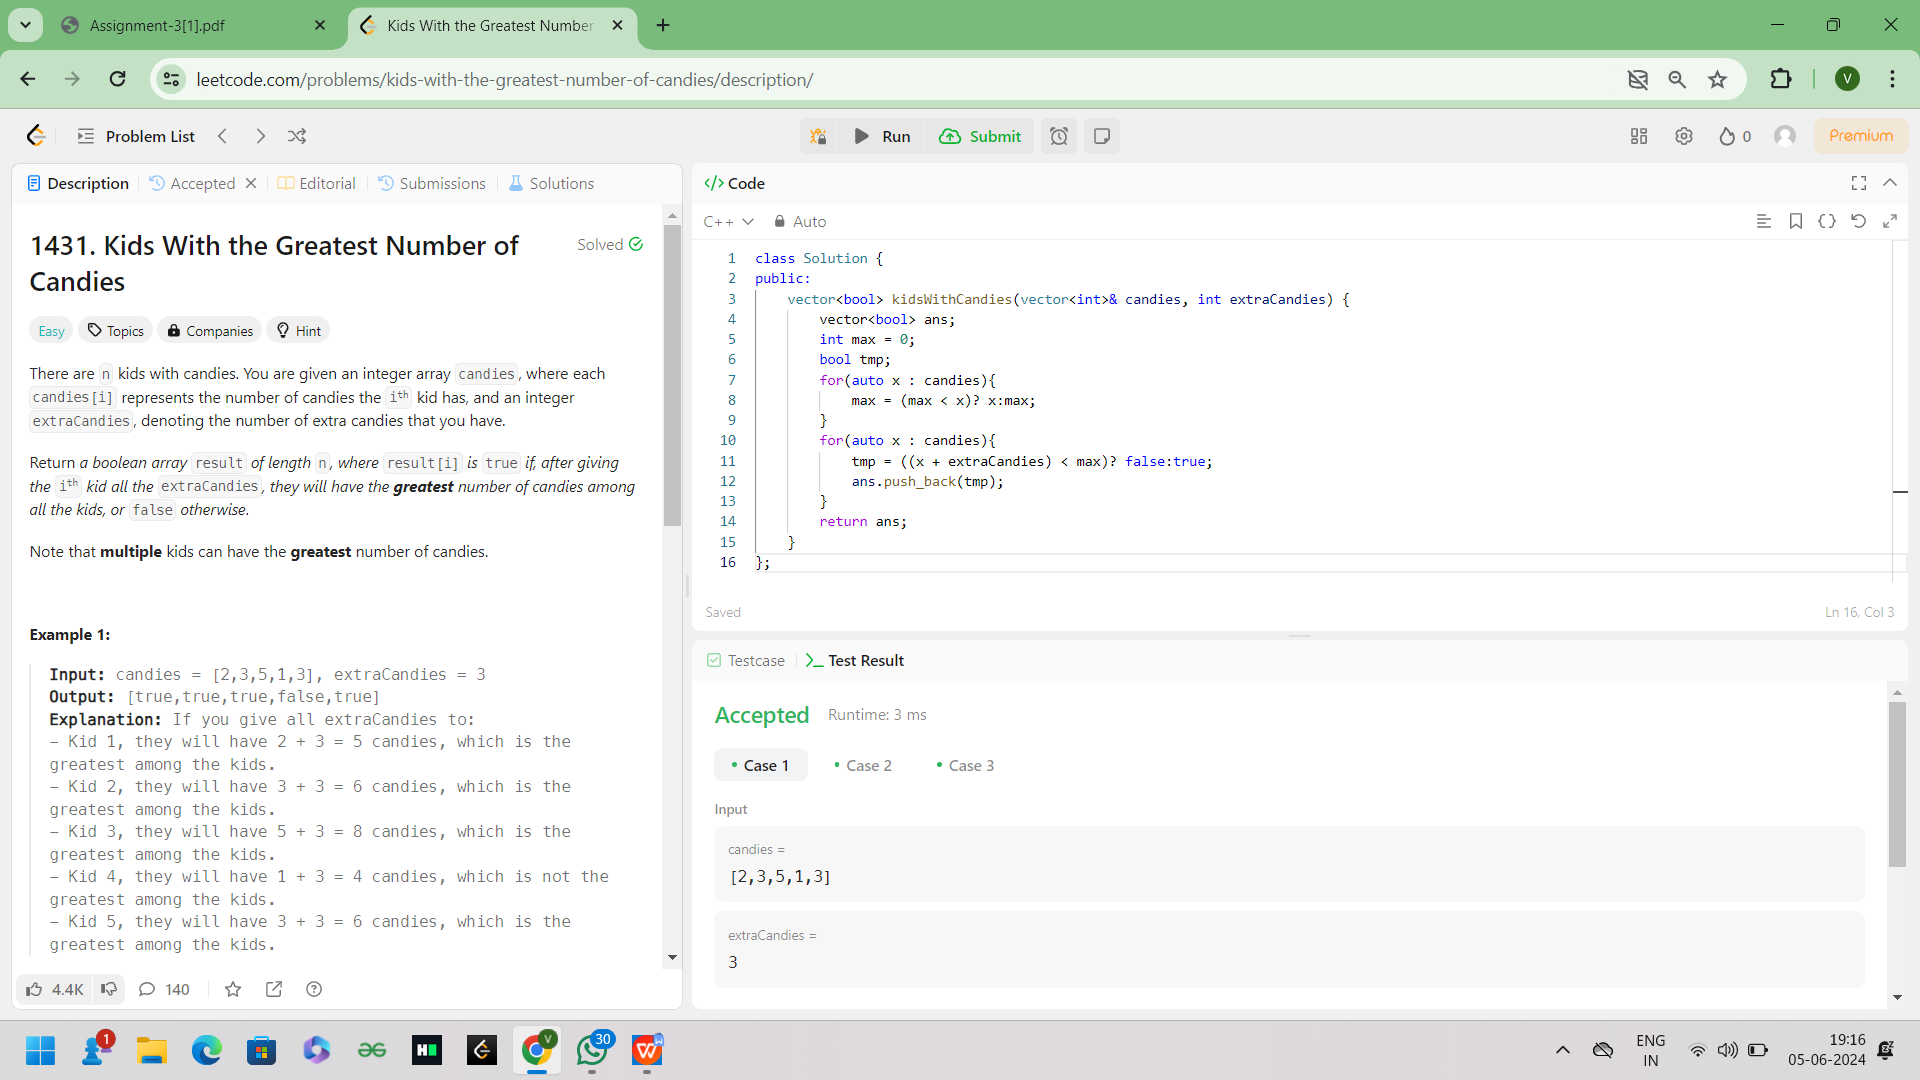 Assignment-3[1].pdf
Kids With the Greatest Number
leetcode.com/problems/kids-with-the-greatest-number-of-candies/description/
V
Problem List
Run
Submit
0
Premium
Description
Accepted
Editorial
Submissions
Solutions
1431. Kids With the Greatest Number of
Candies
Solved
Easy
Topics
Companies
Hint
There are n kids with candies. You are given an integer array candies, where each
candies[i] represents the number of candies the ith kid has, and an integer
extraCandies, denoting the number of extra candies that you have.
Return a boolean array result of length n, where result[i] is true if, after giving
the ith kid all the extraCandies, they will have the greatest number of candies among
all the kids, or false otherwise.
Note that multiple kids can have the greatest number of candies.
Example 1:
Input: candies = [2,3,5,1,3], extraCandies = 3
Output: [true,true,true,false,true]
Explanation: If you give all extraCandies to:
- Kid 1, they will have 2 + 3 = 5 candies, which is the
greatest among the kids.
- Kid 2, they will have 3 + 3 = 6 candies, which is the
greatest among the kids.
- Kid 3, they will have 5 + 3 = 8 candies, which is the
greatest among the kids.
- Kid 4, they will have 1 + 3 = 4 candies, which is not the
greatest among the kids.
- Kid 5, they will have 3 + 3 = 6 candies, which is the
greatest among the kids.
4.4K
140
</> Code
C++
Auto
1 class Solution {
2 public:
3 vector<bool> kidsWithCandies(vector<int>& candies, int extraCandies) {
4 vector<bool> ans;
5 int max = 0;
6 bool tmp;
7 for(auto x : candies){
8 max = (max < x)? x:max;
9 }
10 for(auto x : candies){
11 tmp = ((x + extraCandies) < max)? false:true;
12 ans.push_back(tmp);
13 }
14 return ans;
15 }
16 };
Saved
Ln 16, Col 3
Testcase
>_ Test Result
Accepted
Runtime: 3 ms
Case 1
Case 2
Case 3
Input
candies =
[2,3,5,1,3]
extraCandies =
3
1
V
30
ENG
IN
19:16
05-06-2024